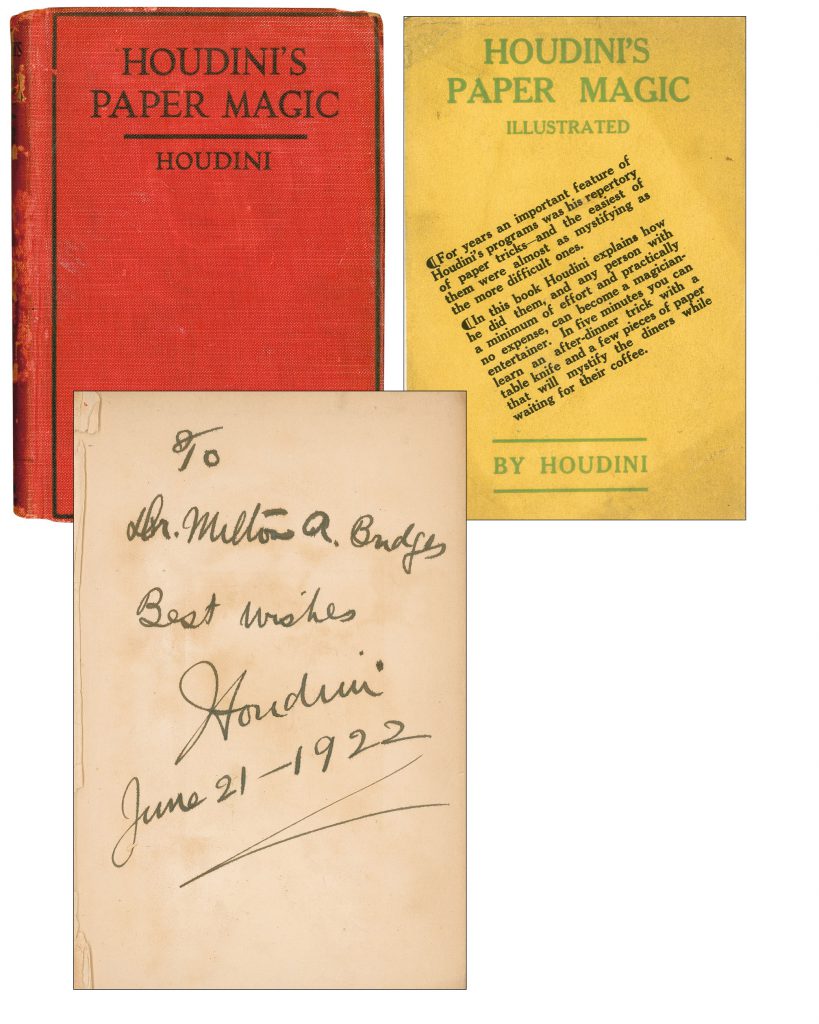 HOUDINI'S
PAPER MAGIC
HOUDINI
HOUDINI'S
PAPER MAGIC
ILLUSTRATED
¶For years an important feature of
Houdini's programs was his repertory
of paper tricks—and the easiest of
them were almost as mystifying as
the more difficult ones.
¶In this book Houdini explains how
he did them, and any person with
a minimum of effort and practically
no expense, can become a magician-
entertainer. In five minutes you can
learn an after-dinner trick with a
table knife and a few pieces of paper
that will mystify the diners while
waiting for their coffee.
BY HOUDINI
To
Dr. Milton A. Bridges
Best wishes
Houdini
June 21-1922